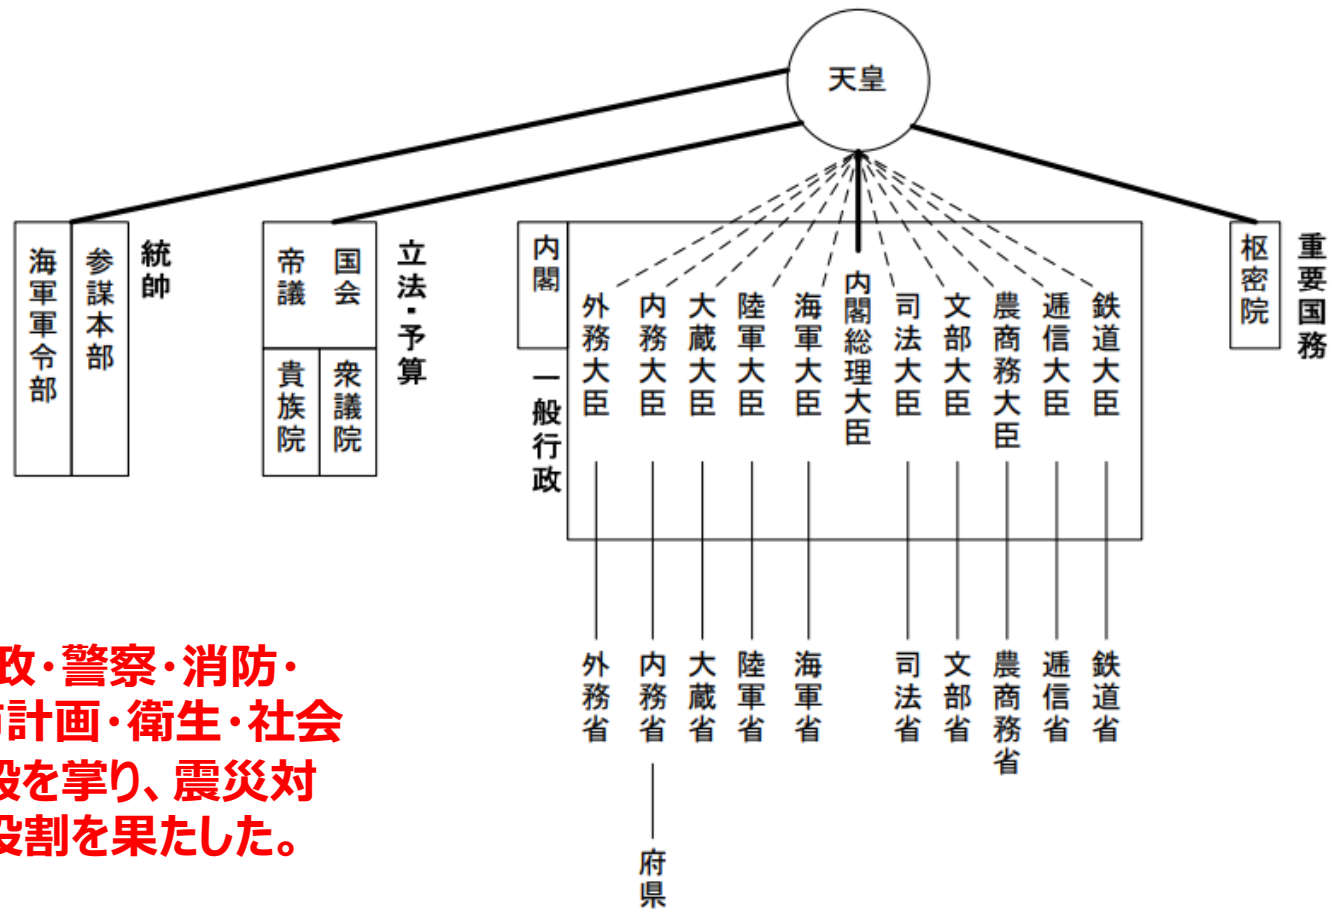 天皇
海軍軍令部
参謀本部
統帥
帝議
国会
貴族院
衆議院
立法・予算
内閣
一般行政
外務大臣
内務大臣
大蔵大臣
陸軍大臣
海軍大臣
内閣総理大臣
司法大臣
文部大臣
農商務大臣
逓信大臣
鉄道大臣
枢密院
重要国務
外務省
内務省
大蔵省
陸軍省
海軍省
司法省
文部省
農商務省
逓信省
鉄道省
府県
政・警察・消防・
計画・衛生・社会
を掌り、震災対
役割を果たした。